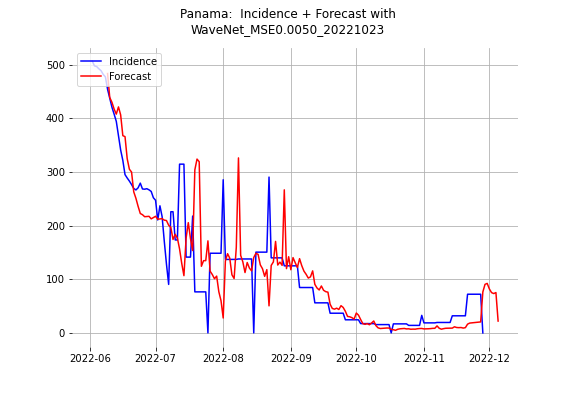 Panama:  Incidence + Forecast with
WaveNet_MSE0.0050_20221023
Incidence
Forecast
500
400
300
200
100
0
2022-06 2022-07 2022-08 2022-09 2022-10 2022-11 2022-12